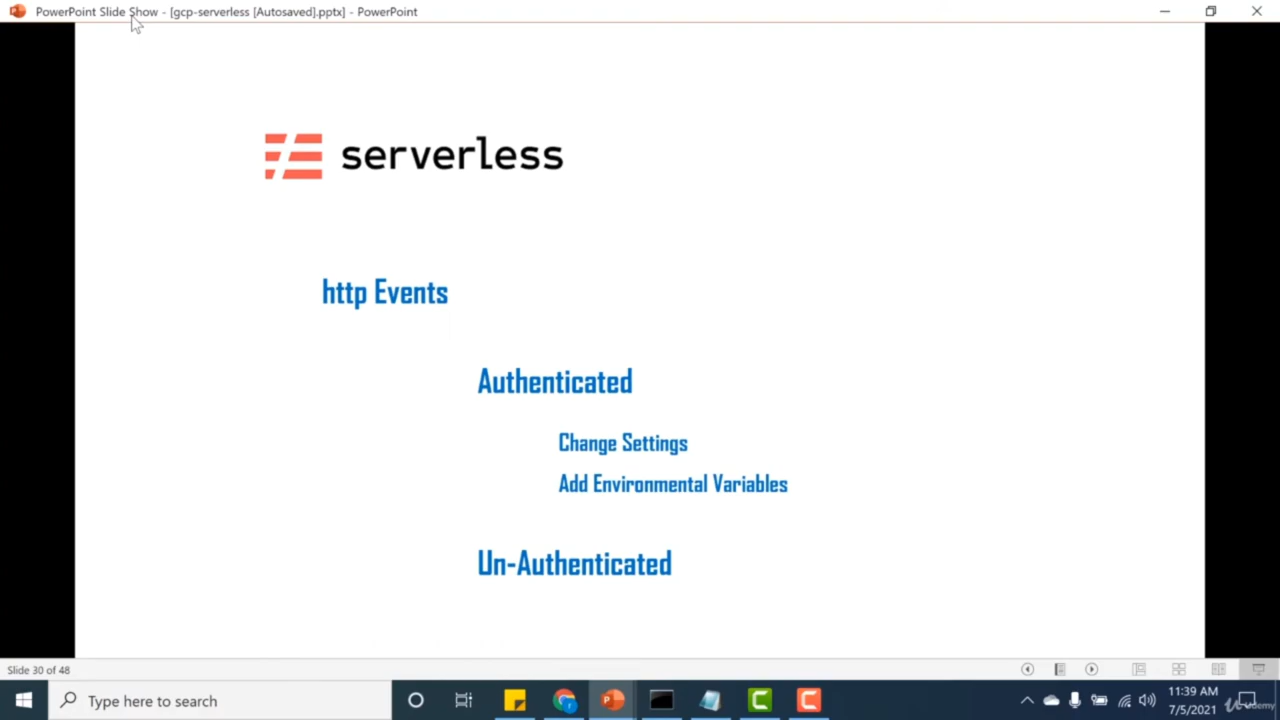 PowerPoint Slide Show - [gcp-serverless [Autosaved].pptx] - PowerPoint
serverless
http Events
Authenticated
Change Settings
Add Environmental Variables
Un-Authenticated
Slide 30 of 48
Type here to search
11:39 AM
7/5/2021
Udemy